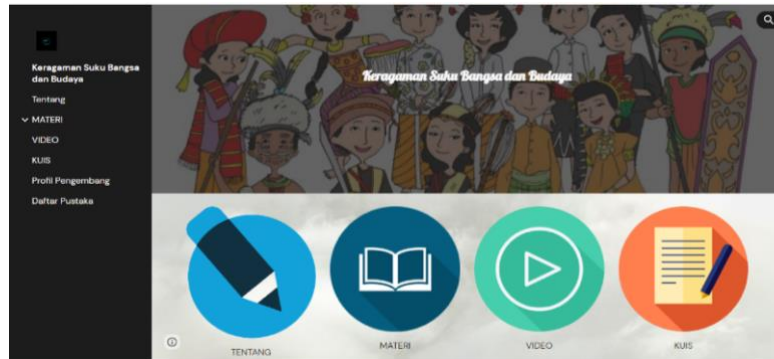 Keragaman Suku Bangsa
dan Budaya
Tentang
MATERI
VIDEO
KUIS
Profil Pengembang
Daftar Pustaka
Keragaman Suku Bangsa dan Budaya
TENTANG
MATERI
VIDEO
KUIS